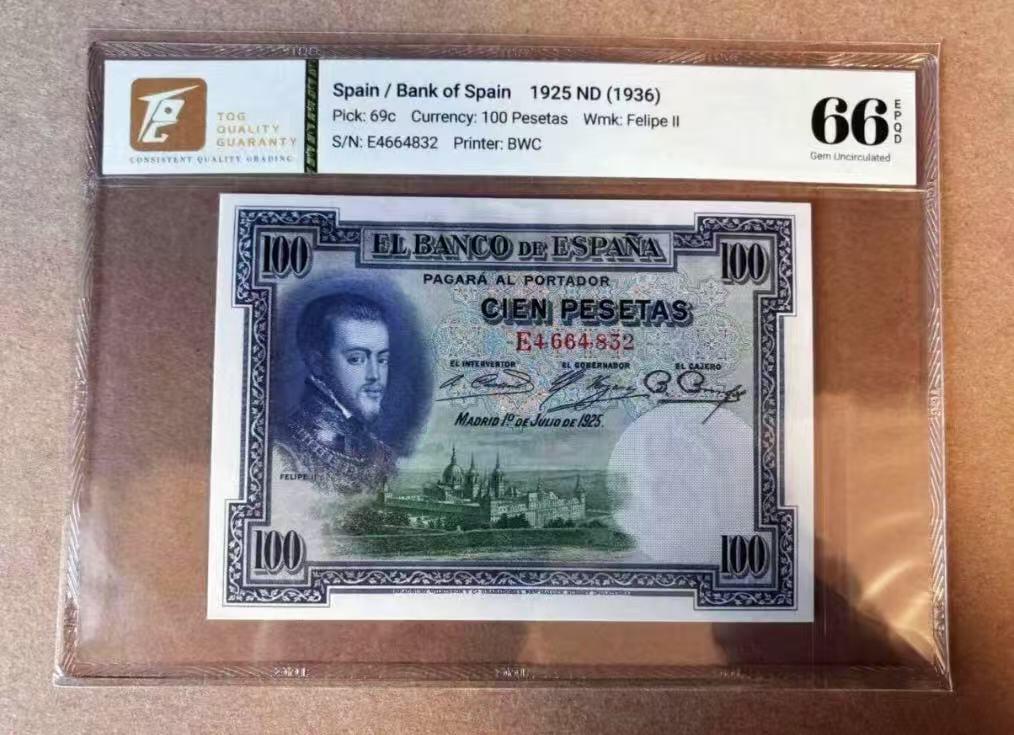 TQG
QUALITY
GUARANTY
CONSISTENT QUALITY GRADING
Spain / Bank of Spain 1925 ND (1936)
Pick: 69c Currency: 100 Pesetas Wmk: Felipe II
S/N: E4664832 Printer: BWC
66
EPQD
Gem Uncirculated
100
EL BANCO DE ESPAÑA
100
PAGARÁ AL PORTADOR
CIEN PESETAS
E4664832
EL INTERVENTOR EL GOBERNADOR EL CAJERO
MADRID 1º DE JULIO DE 1925.
FELIPE II
100
100